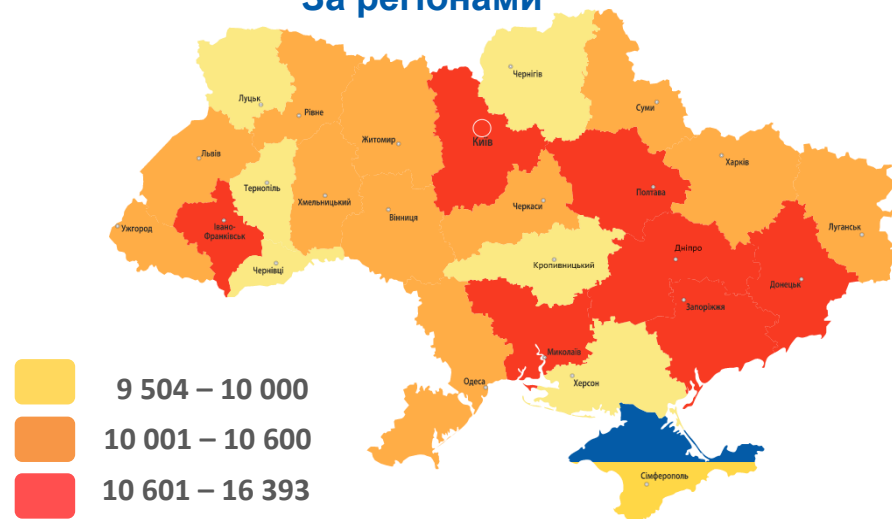 За регіонами
Чернігів
Луцьк
Рівне
Суми
Житомир
Київ
Львів
Харків
Тернопіль
Полтава
Хмельницький
Черкаси
Вінниця
Ужгород
Івано-
Франківськ
Луганськ
Дніпро
Чернівці
Кропивницький
Донецьк
Запоріжжя
Миколаїв
Одеса
Херсон
9 504 – 10 000
10 001 – 10 600
10 601 – 16 393
Сімферополь